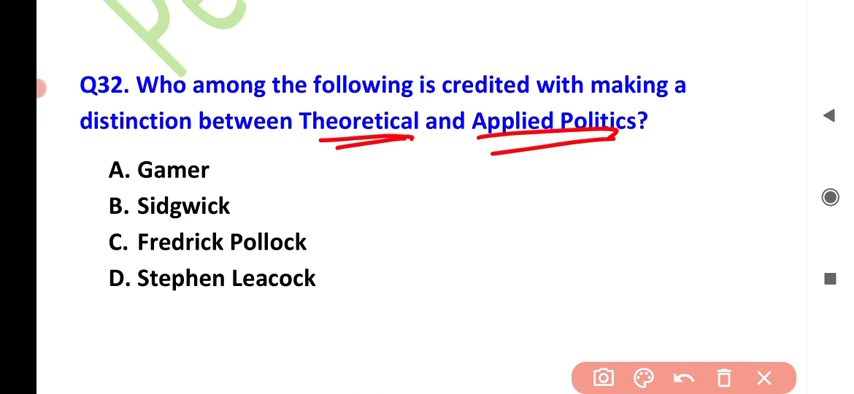 Pe
Q32. Who among the following is credited with making a
distinction between Theoretical and Applied Politics?
A. Gamer
B. Sidgwick
C. Fredrick Pollock
D. Stephen Leacock